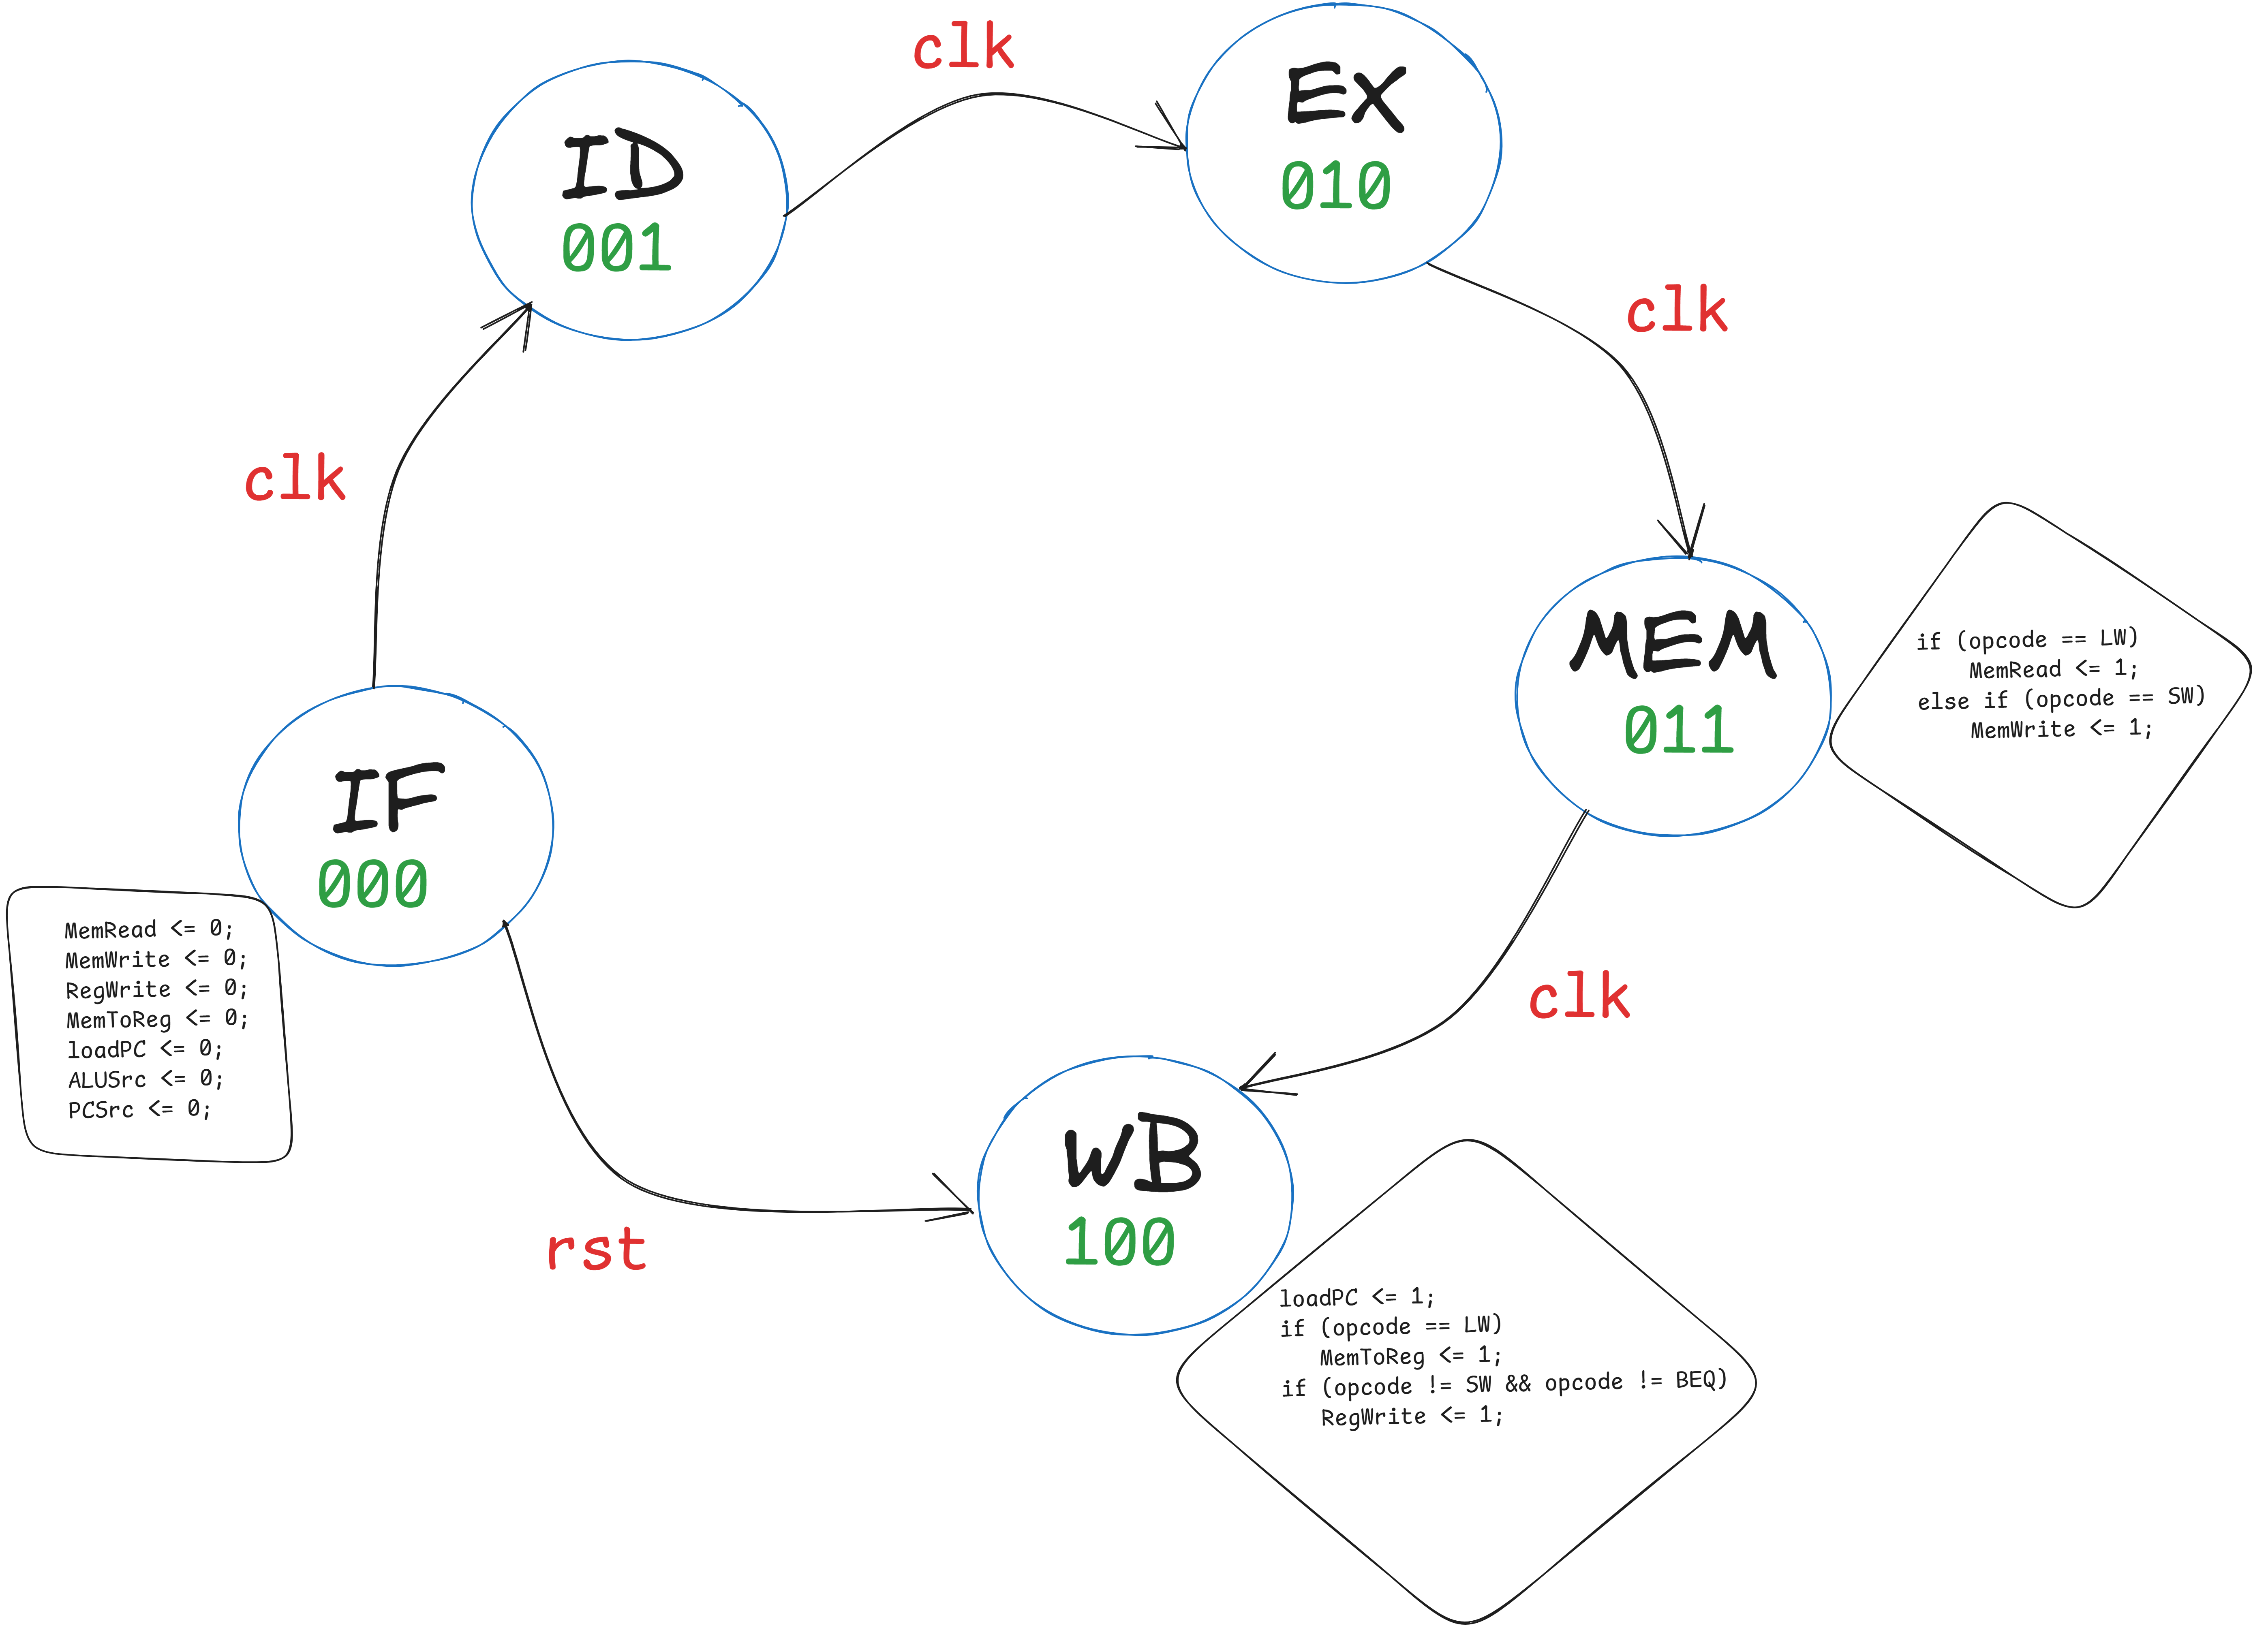 clk
EX
010
ID
001
clk
clk
MEM
011
if (opcode == LW)
MemRead <= 1;
else if (opcode == SW)
MemWrite <= 1;
IF
000
MemRead <= 0;
MemWrite <= 0;
RegWrite <= 0;
MemToReg <= 0;
loadPC <= 0;
ALUSrc <= 0;
PCSrc <= 0;
clk
WB
100
rst
loadPC <= 1;
if (opcode == LW)
MemToReg <= 1;
if (opcode != SW && opcode != BEQ)
RegWrite <= 1;